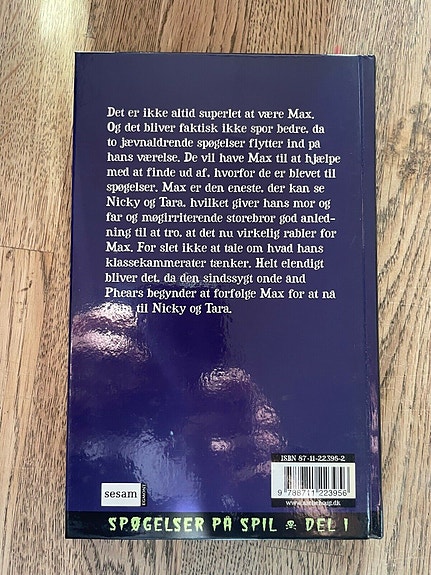 Det er ikke altid superlet at være Max.
Og det bliver faktisk ikke spor bedre, da
to jævnaldrende spøgelser flytter ind på
hans værelse. De vil have Max til at hjælpe
med at finde ud af, hvorfor de er blevet til
spøgelser. Max er den eneste, der kan se
Nicky og Tara, hvilket giver hans mor og
far og møgirriterende storebror god anled-
ning til at tro, at det nu virkelig rabler for
Max. For slet ikke at tale om hvad hans
klassekammerater tænker. Helt elendigt
bliver det, da den sindssygt onde ånd
Phears begynder at forfølge Max for at nå
til Nicky og Tara.
ISBN 87-11-22395-2
9 788711 223956
sesam
EGMONT
SPØGELSER PÅ SPIL DEL 1